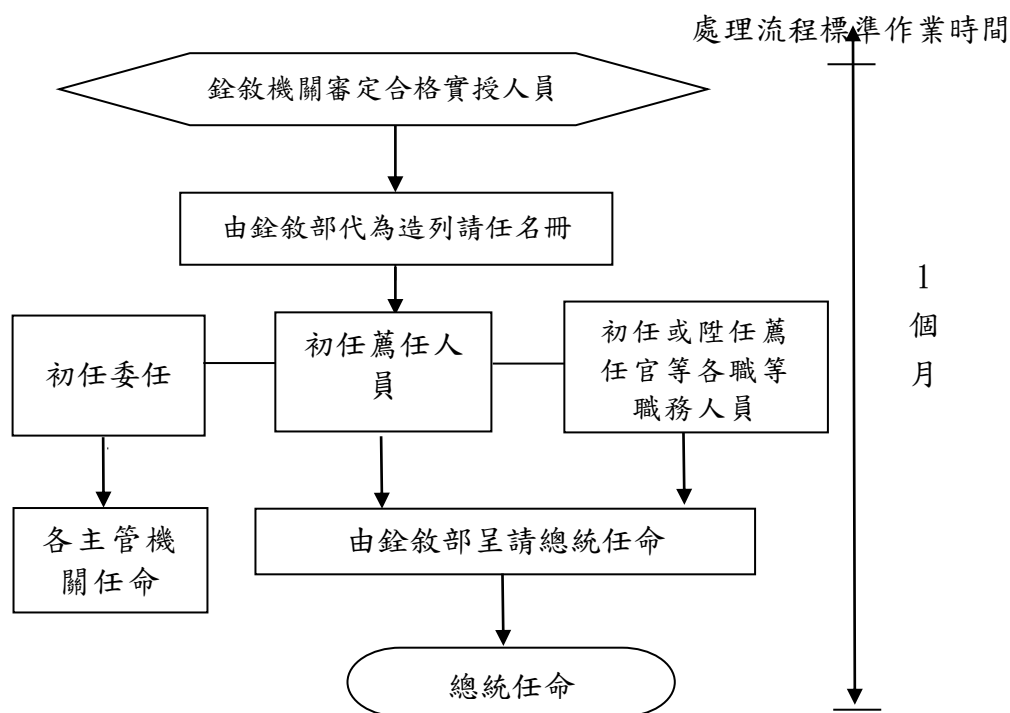 處理流程標準作業時間
銓敘機關審定合格實授人員
由銓敘部代為造列請任名冊
初任委任
初任薦任人
員
初任或陞任薦
任官等各職等
職務人員
1
個
月
各主管機
關任命
由銓敘部呈請總統任命
總統任命